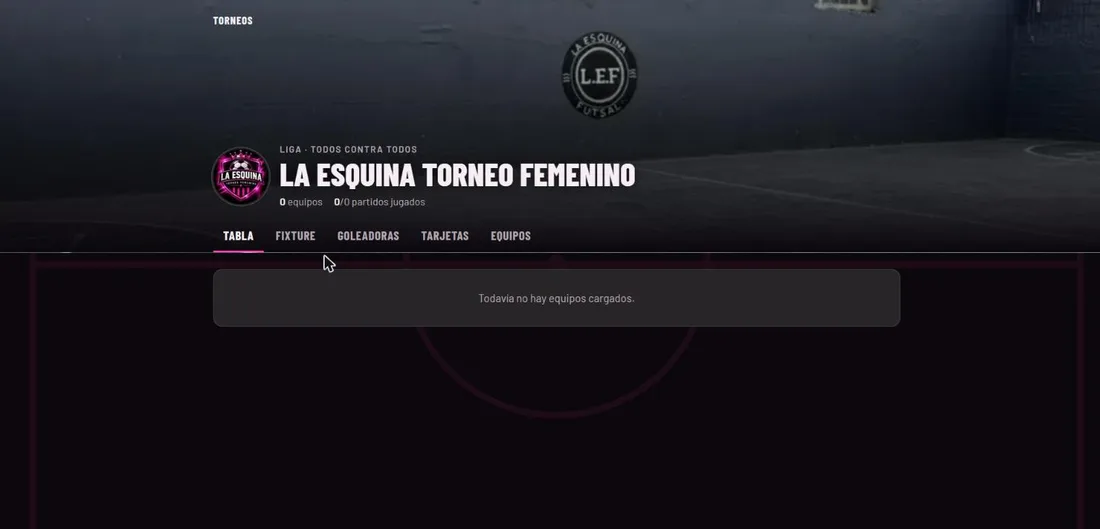 TORNEOS
LA ESQUINA
L.E.F
FUTSAL
LIGA · TODOS CONTRA TODOS
LA ESQUINA
LA ESQUINA TORNEO FEMENINO
0 equipos 0/0 partidos jugados
TABLA FIXTURE GOLEADORAS TARJETAS EQUIPOS
Todavía no hay equipos cargados.